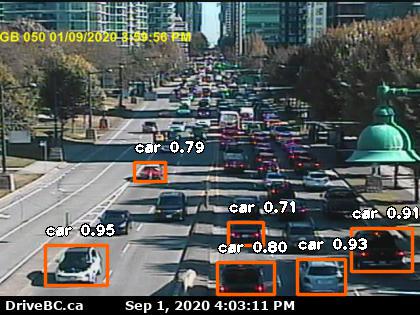 GB 050 01/09/2020 3:59:56 PM
car 0.79
car 0.71
car 0.91
car 0.95
car 0.80
car 0.93
DriveBC.ca Sep 1, 2020 4:03:11 PM